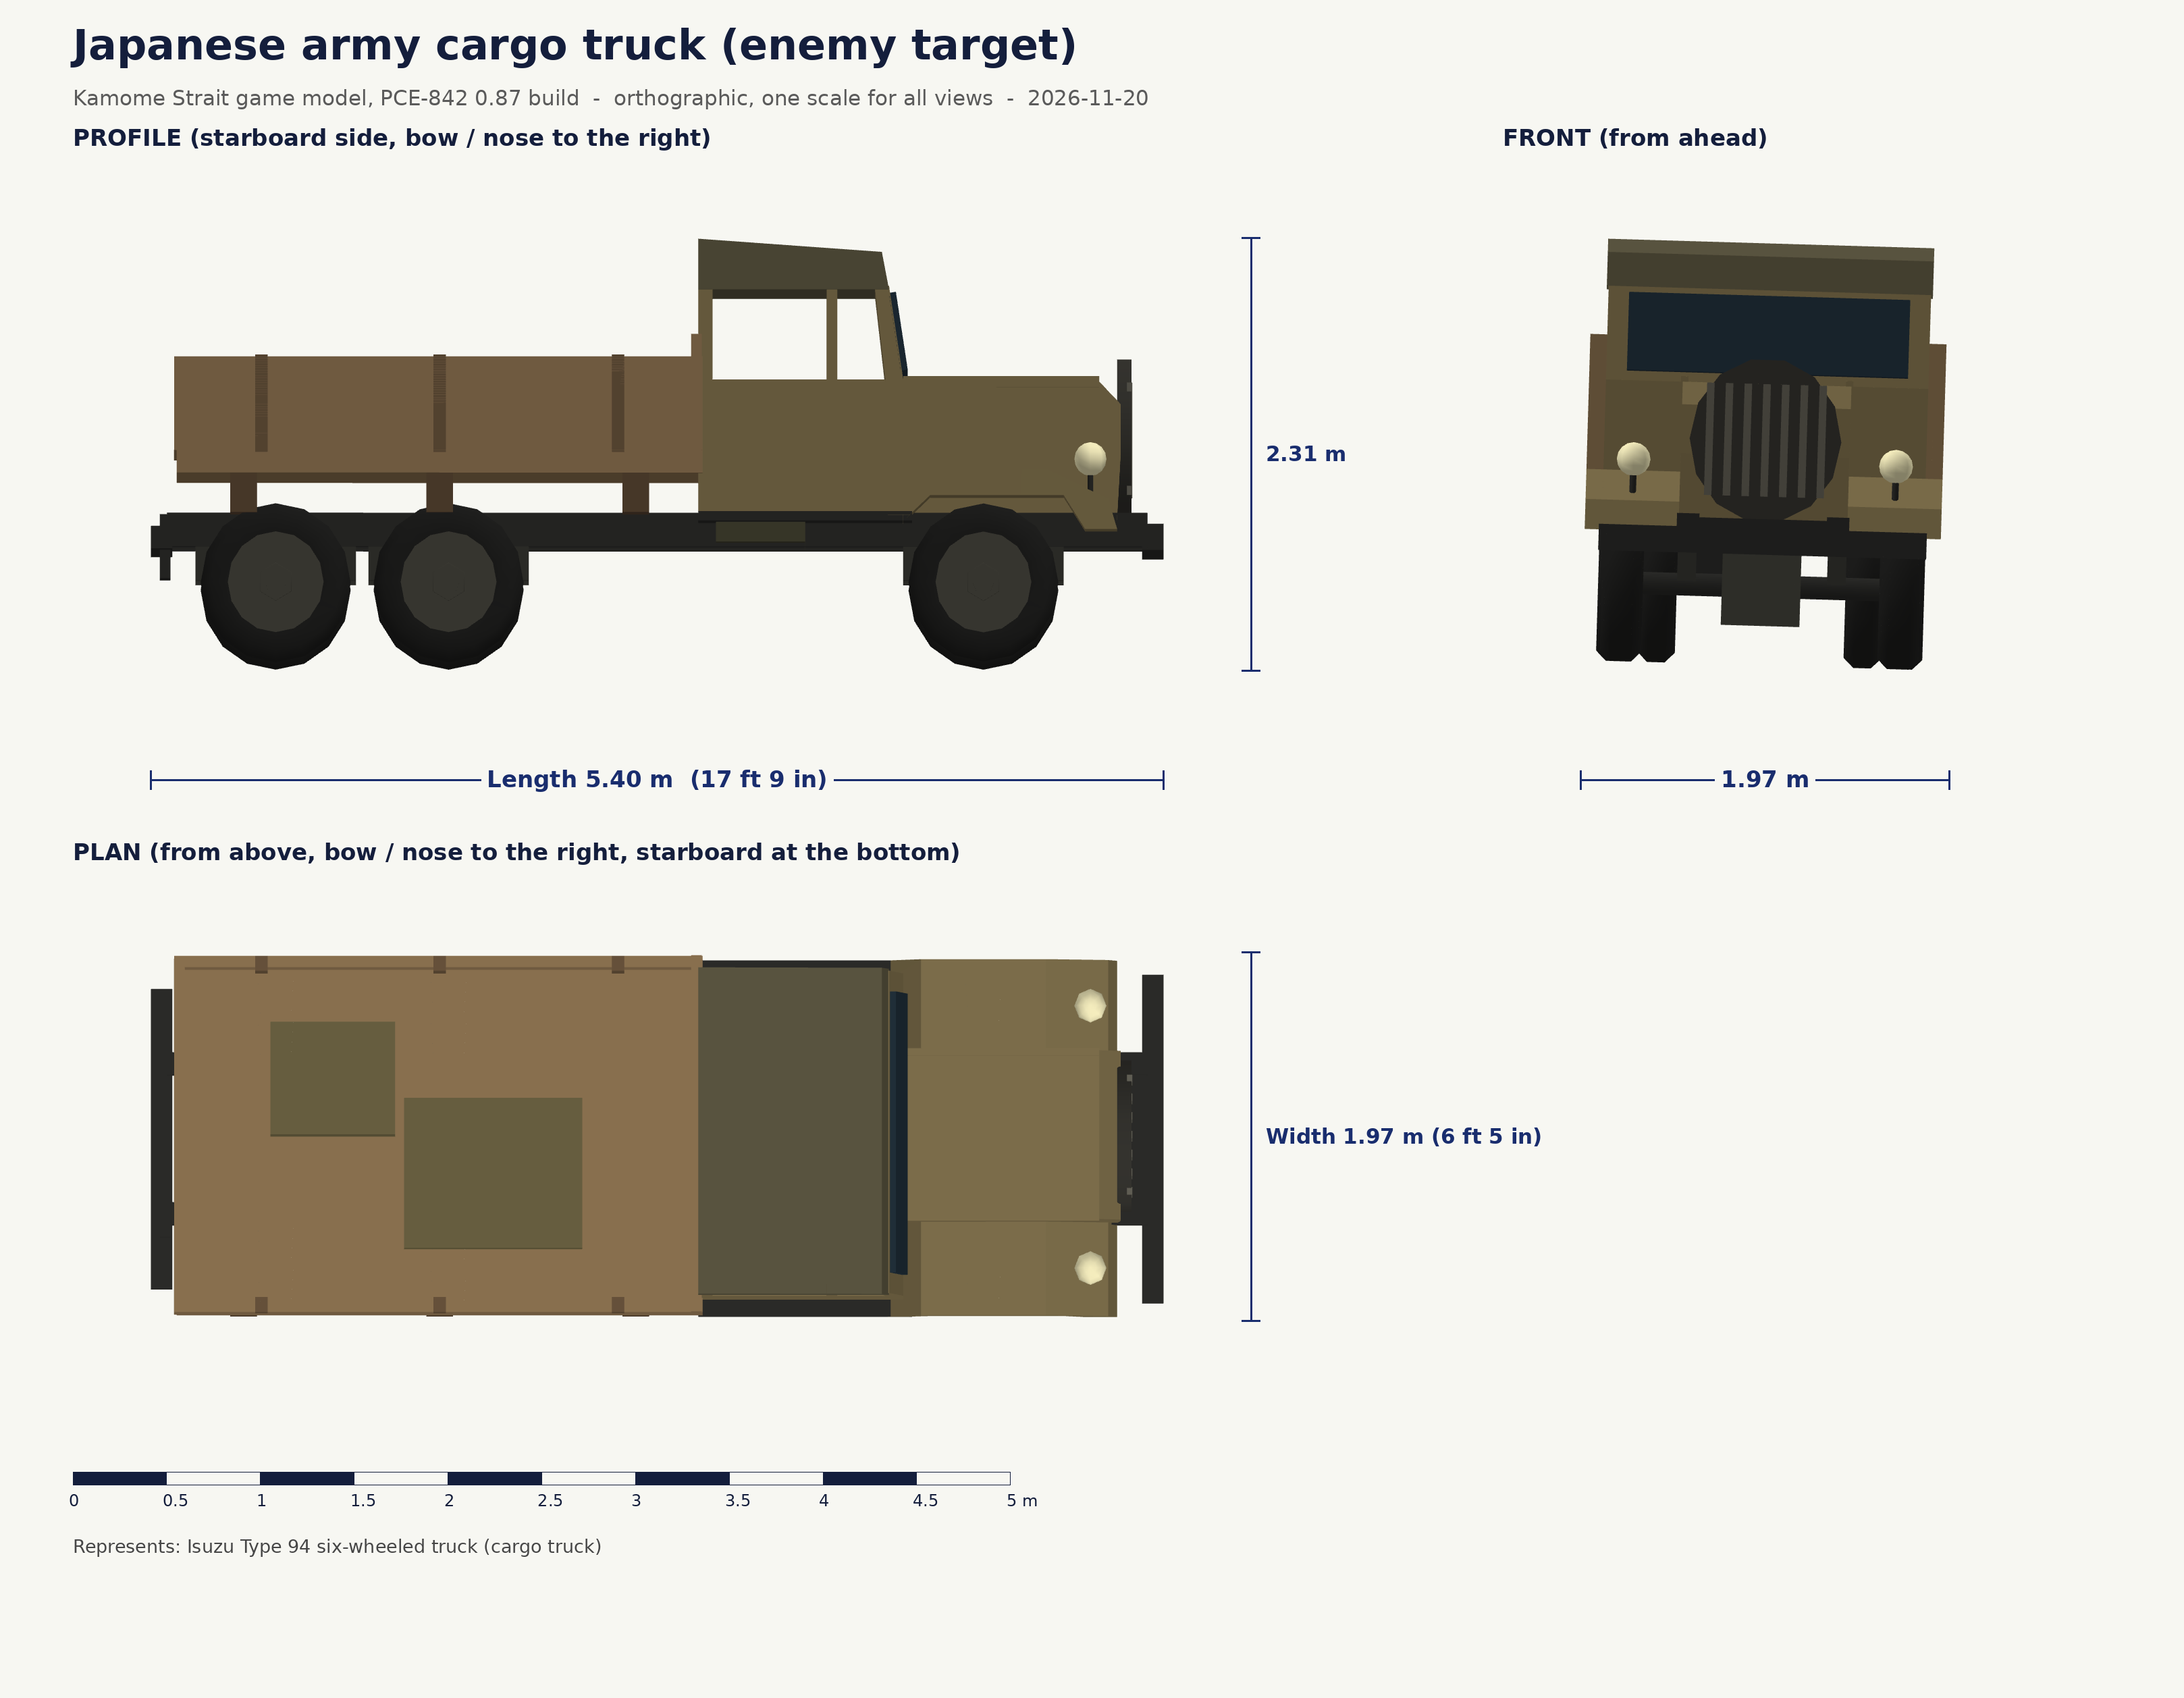 Japanese army cargo truck (enemy target)
Kamome Strait game model, PCE-842 0.87 build - orthographic, one scale for all views - 2026-11-20
PROFILE (starboard side, bow / nose to the right)
FRONT (from ahead)
2.31 m
Length 5.40 m (17 ft 9 in)
1.97 m
PLAN (from above, bow / nose to the right, starboard at the bottom)
Width 1.97 m (6 ft 5 in)
0 0.5 1 1.5 2 2.5 3 3.5 4 4.5 5 m
Represents: Isuzu Type 94 six-wheeled truck (cargo truck)